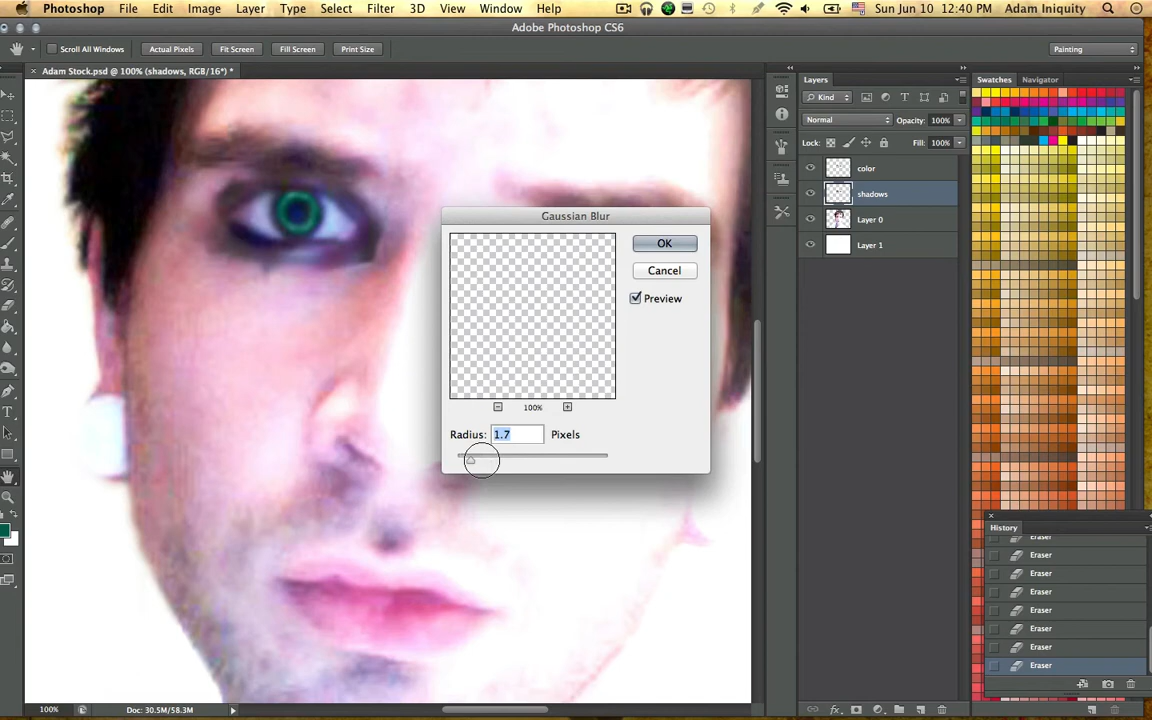 Photoshop File Edit Image Layer Type Select Filter 3D View Window Help Sun Jun 10 12:40 PM Adam Iniquity
Adobe Photoshop CS6
Scroll All Windows Actual Pixels Fit Screen Fill Screen Print Size Painting
Adam Stock.psd @ 100% (shadows, RGB/16*) *
Layers
Swatches Navigator
Kind
Normal Opacity: 100%
Lock: Fill: 100%
color
shadows
Layer 0
Layer 1
Gaussian Blur
OK
Cancel
Preview
100%
Radius: 1.7 Pixels
History
Eraser
Eraser
Eraser
Eraser
Eraser
Eraser
Eraser
Eraser
100% Doc: 30.5M/58.3M